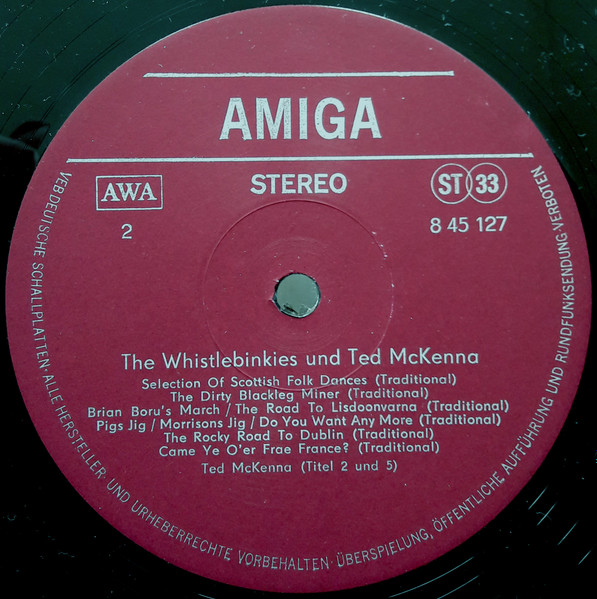 AMIGA
AWA
STEREO
ST 33
2
8 45 127
The Whistlebinkies und Ted McKenna
Selection Of Scottish Folk Dances (Traditional)
The Dirty Blackleg Miner (Traditional)
Brian Boru's March / The Road To Lisdoonvarna (Traditional)
Pigs Jig / Morrisons Jig / Do You Want Any More (Traditional)
The Rocky Road To Dublin (Traditional)
Came Ye O'er Frae France? (Traditional)
Ted McKenna (Titel 2 und 5)
VEB DEUTSCHE SCHALLPLATTEN · ALLE HERSTELLER- UND URHEBERRECHTE VORBEHALTEN · ÜBERSPIELUNG, ÖFFENTLICHE AUFFÜHRUNG UND RUNDFUNKSENDUNG VERBOTEN